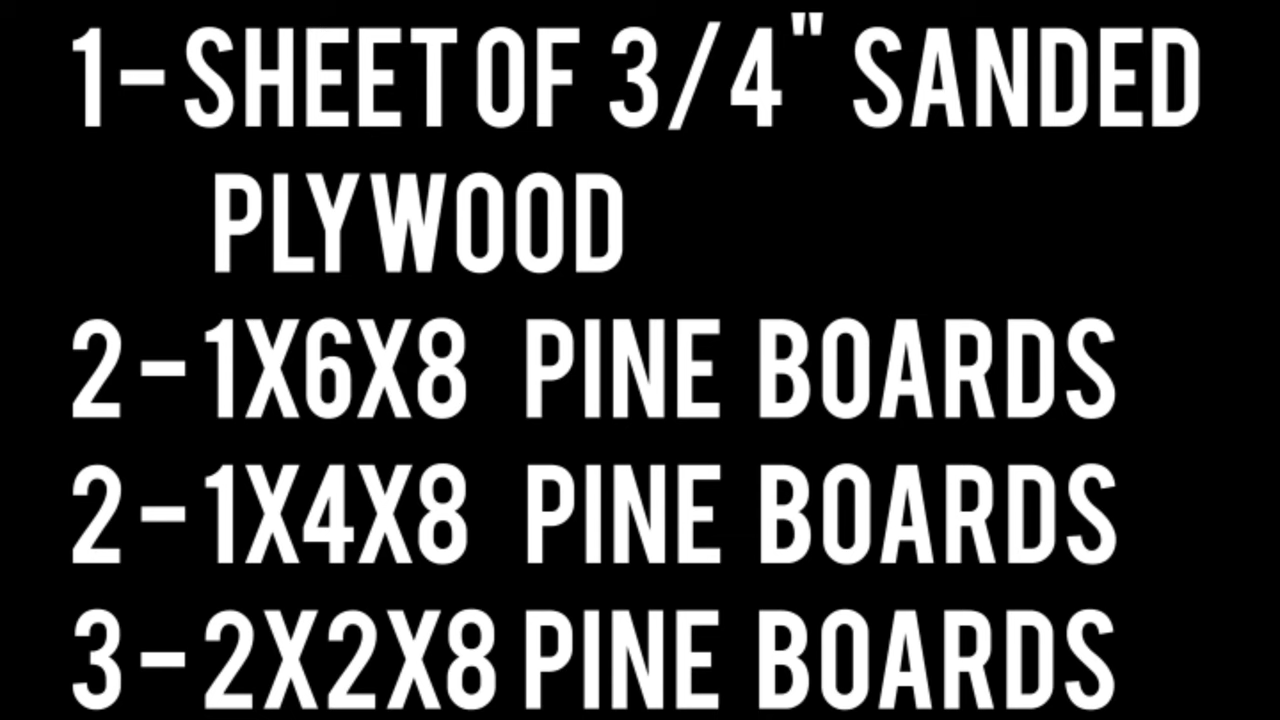 1-SHEET OF 3/4" SANDED
PLYWOOD
2-1X6X8 PINE BOARDS
2-1X4X8 PINE BOARDS
3-2X2X8 PINE BOARDS